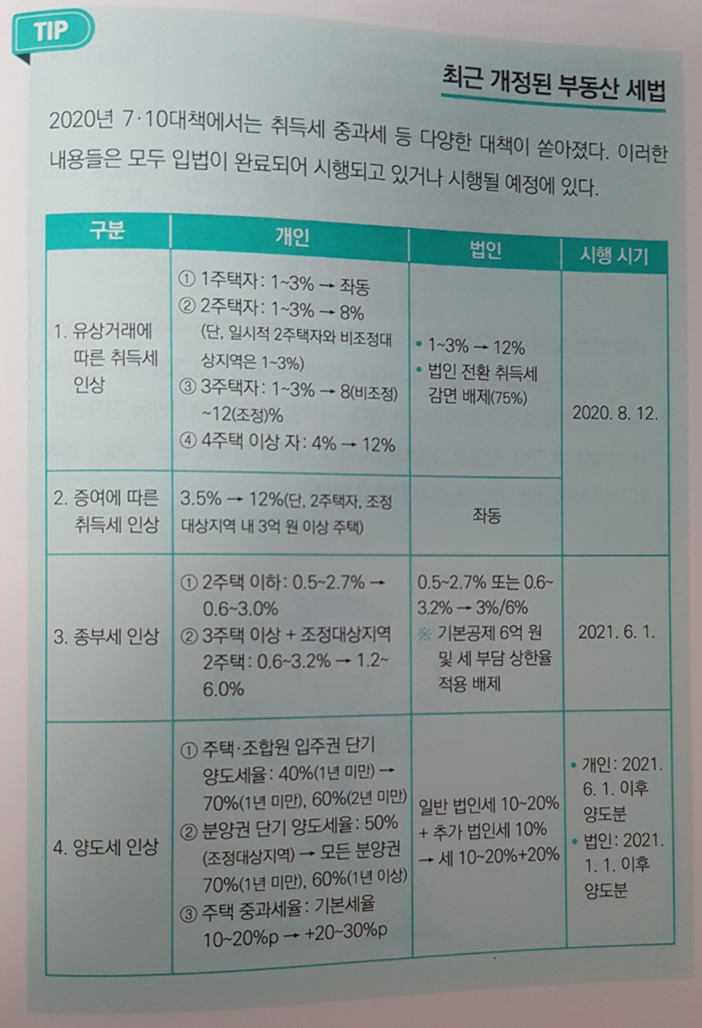 TIP
최근 개정된 부동산 세법
2020년 7·10대책에서는 취득세 중과세 등 다양한 대책이 쏟아졌다. 이러한
내용들은 모두 입법이 완료되어 시행되고 있거나 시행될 예정에 있다.
구분
개인
법인
시행 시기
1. 유상거래에
따른 취득세
인상
① 1주택자: 1~3% → 좌동
② 2주택자: 1~3% → 8%
(단, 일시적 2주택자와 비조정대
상지역은 1~3%)
③ 3주택자: 1~3% → 8(비조정)
~12(조정)%
④ 4주택 이상 자: 4% → 12%
• 1~3% → 12%
• 법인 전환 취득세
감면 배제(75%)
2020. 8. 12.
2. 증여에 따른
취득세 인상
3.5% → 12%(단, 2주택자, 조정
대상지역 내 3억 원 이상 주택)
좌동
3. 종부세 인상
① 2주택 이하: 0.5~2.7% →
0.6~3.0%
② 3주택 이상 + 조정대상지역
2주택: 0.6~3.2% → 1.2~
6.0%
0.5~2.7% 또는 0.6~
3.2% → 3%/6%
※ 기본공제 6억 원
및 세 부담 상한율
적용 배제
2021. 6. 1.
4. 양도세 인상
① 주택·조합원 입주권 단기
양도세율: 40%(1년 미만) →
70%(1년 미만), 60%(2년 미만)
② 분양권 단기 양도세율: 50%
(조정대상지역) → 모든 분양권
70%(1년 미만), 60%(1년 이상)
③ 주택 중과세율: 기본세율
10~20%p → +20~30%p
일반 법인세 10~20%
+ 추가 법인세 10%
→ 세 10~20%+20%
• 개인: 2021.
6. 1. 이후
양도분
• 법인: 2021.
1. 1. 이후
양도분